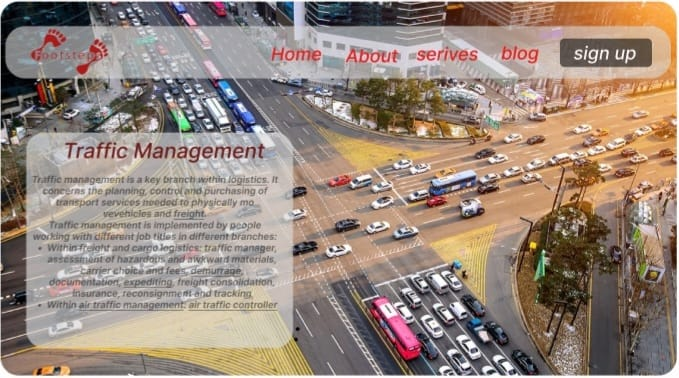 Footsteps
Home
About
serives
blog
sign up
Traffic Management
Traffic management is a key branch within logistics. It
concerns the planning, control and purchasing of
transport services needed to physically mo
vevehicles and freight.
Traffic management is implemented by people
working with different job titles in different branches:
• Within freight and cargo logistics: traffic manager,
assessment of hazardous and awkward materials,
carrier choice and fees, demurrage,
documentation, expediting, freight consolidation,
insurance, reconsignment and tracking
• Within air traffic management: air traffic controller